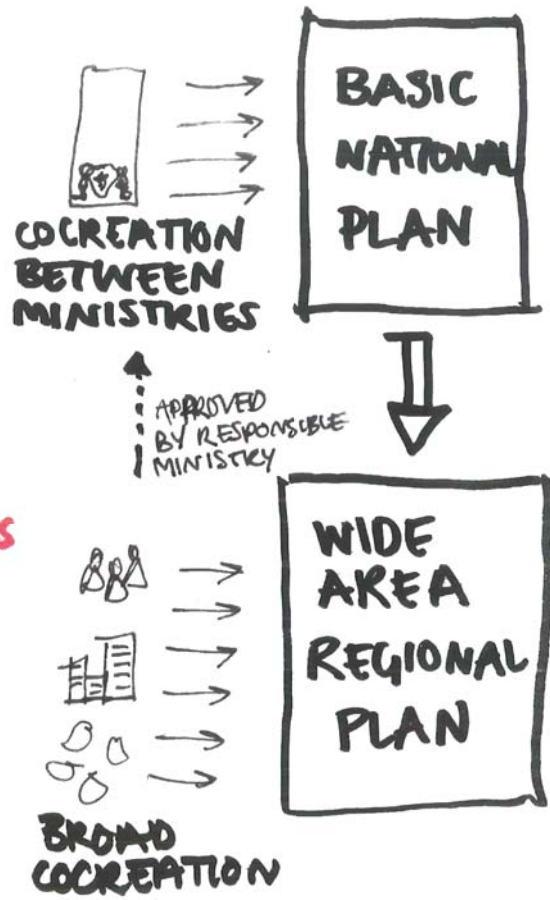 BASIC
NATIONAL
PLAN
COCREATION
BETWEEN
MINISTRIES
APPROVED
BY RESPONSIBLE
MINISTRY
WIDE
AREA
REGIONAL
PLAN
BROAD
COCREATION